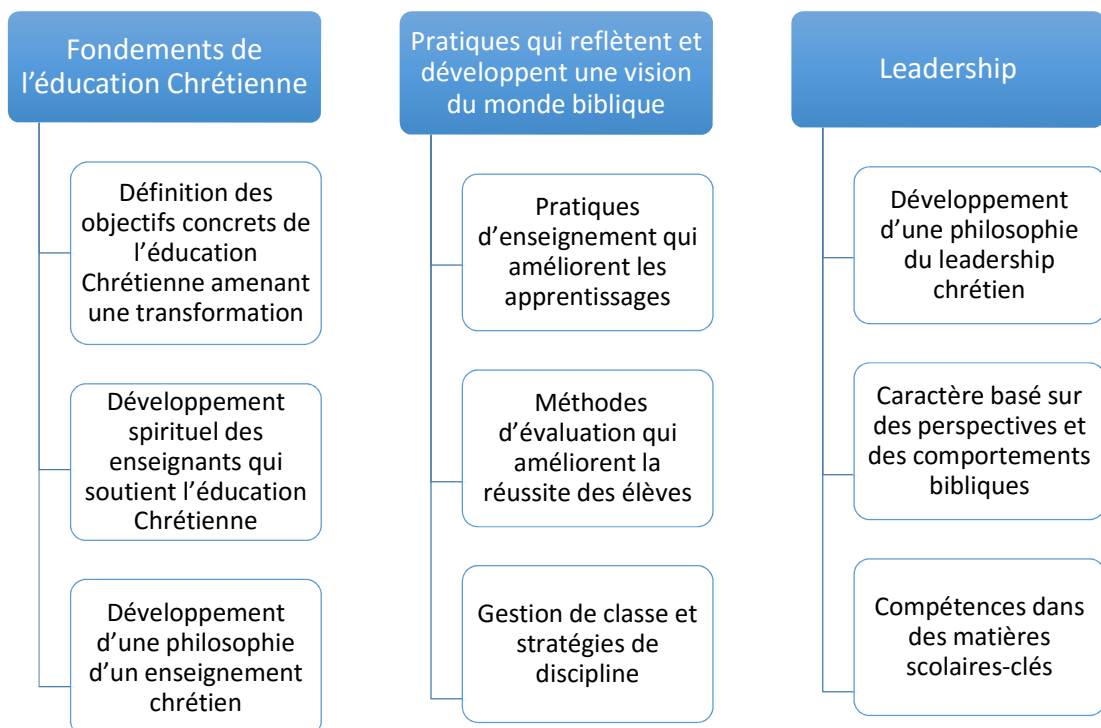 Fondements de
l’éducation Chrétienne
Définition des
objectifs concrets de
l’éducation
Chrétienne amenant
une transformation
Développement
spirituel des
enseignants qui
soutient l’éducation
Chrétienne
Développement
d’une philosophie
d’un enseignement
chrétien
Pratiques qui reflètent et
développent une vision
du monde biblique
Pratiques
d’enseignement qui
améliorent les
apprentissages
Méthodes
d’évaluation qui
améliorent la
réussite des élèves
Gestion de classe et
stratégies de
discipline
Leadership
Développement
d’une philosophie
du leadership
chrétien
Caractère basé sur
des perspectives et
des comportements
bibliques
Compétences dans
des matières
scolaires-clés